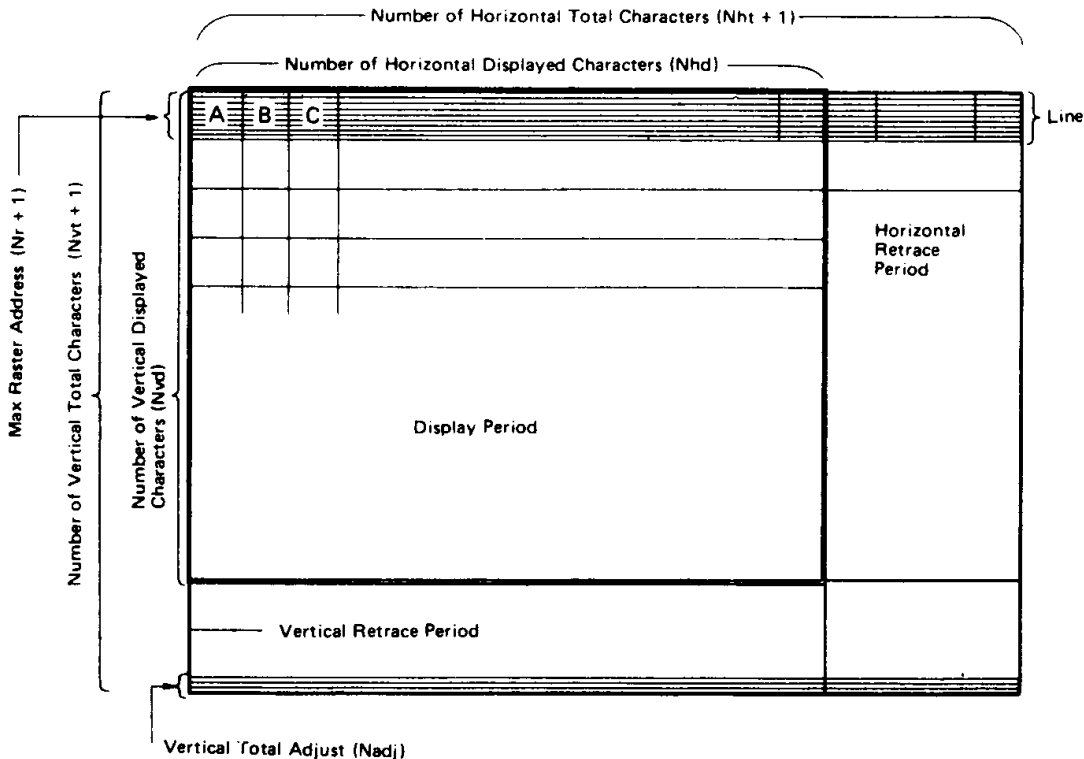 Number of Horizontal Total Characters (Nht + 1)
Number of Horizontal Displayed Characters (Nhd)
A B C
Line
Max Raster Address (Nr + 1)
Number of Vertical Total Characters (Nvt + 1)
Number of Vertical Displayed
Characters (Nvd)
Horizontal
Retrace
Period
Display Period
Vertical Retrace Period
Vertical Total Adjust (Nadj)